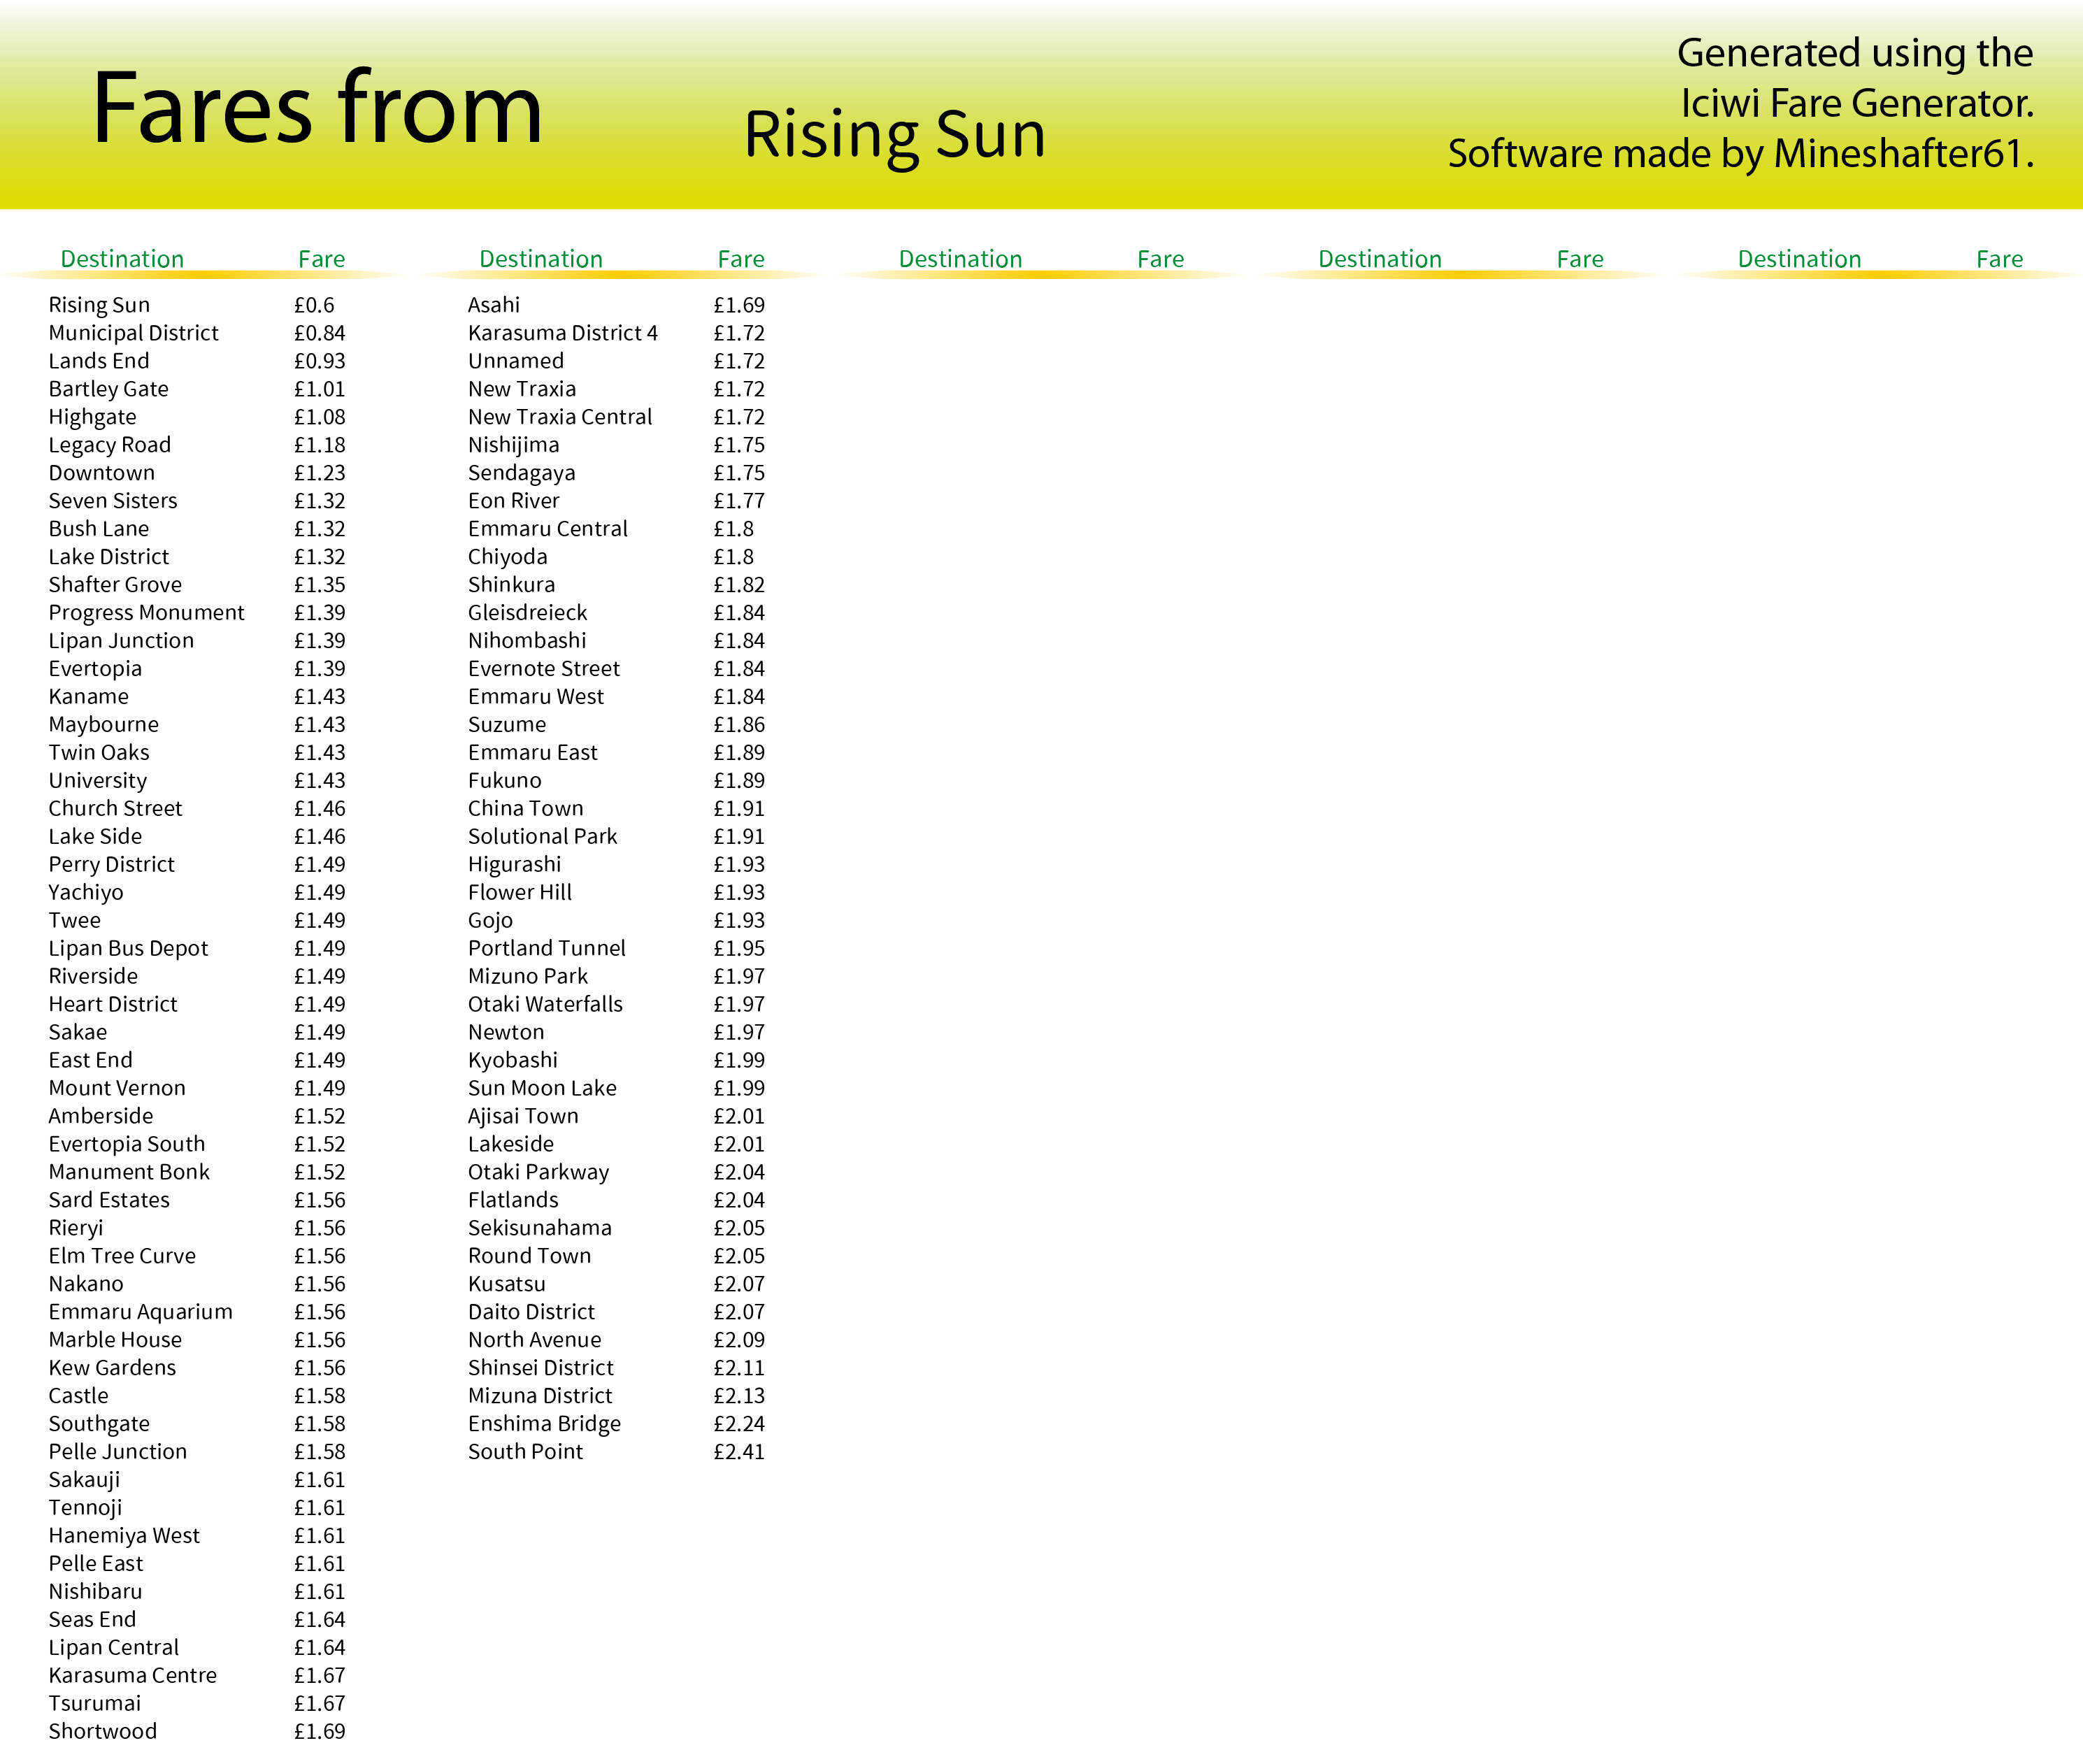 Fares from
Rising Sun
Generated using the
Iciwi Fare Generator.
Software made by Mineshafter61.
Destination Fare
Rising Sun £0.6
Municipal District £0.84
Lands End £0.93
Bartley Gate £1.01
Highgate £1.08
Legacy Road £1.18
Downtown £1.23
Seven Sisters £1.32
Bush Lane £1.32
Lake District £1.32
Shafter Grove £1.35
Progress Monument £1.39
Lipan Junction £1.39
Evertopia £1.39
Kaname £1.43
Maybourne £1.43
Twin Oaks £1.43
University £1.43
Church Street £1.46
Lake Side £1.46
Perry District £1.49
Yachiyo £1.49
Twee £1.49
Lipan Bus Depot £1.49
Riverside £1.49
Heart District £1.49
Sakae £1.49
East End £1.49
Mount Vernon £1.49
Amberside £1.52
Evertopia South £1.52
Manument Bonk £1.52
Sard Estates £1.56
Rieryi £1.56
Elm Tree Curve £1.56
Nakano £1.56
Emmaru Aquarium £1.56
Marble House £1.56
Kew Gardens £1.56
Castle £1.58
Southgate £1.58
Pelle Junction £1.58
Sakauji £1.61
Tennoji £1.61
Hanemiya West £1.61
Pelle East £1.61
Nishibaru £1.61
Seas End £1.64
Lipan Central £1.64
Karasuma Centre £1.67
Tsurumai £1.67
Shortwood £1.69
Destination Fare
Asahi £1.69
Karasuma District 4 £1.72
Unnamed £1.72
New Traxia £1.72
New Traxia Central £1.72
Nishijima £1.75
Sendagaya £1.75
Eon River £1.77
Emmaru Central £1.8
Chiyoda £1.8
Shinkura £1.82
Gleisdreieck £1.84
Nihombashi £1.84
Evernote Street £1.84
Emmaru West £1.84
Suzume £1.86
Emmaru East £1.89
Fukuno £1.89
China Town £1.91
Solutional Park £1.91
Higurashi £1.93
Flower Hill £1.93
Gojo £1.93
Portland Tunnel £1.95
Mizuno Park £1.97
Otaki Waterfalls £1.97
Newton £1.97
Kyobashi £1.99
Sun Moon Lake £1.99
Ajisai Town £2.01
Lakeside £2.01
Otaki Parkway £2.04
Flatlands £2.04
Sekisunahama £2.05
Round Town £2.05
Kusatsu £2.07
Daito District £2.07
North Avenue £2.09
Shinsei District £2.11
Mizuna District £2.13
Enshima Bridge £2.24
South Point £2.41
Destination Fare
Destination Fare
Destination Fare